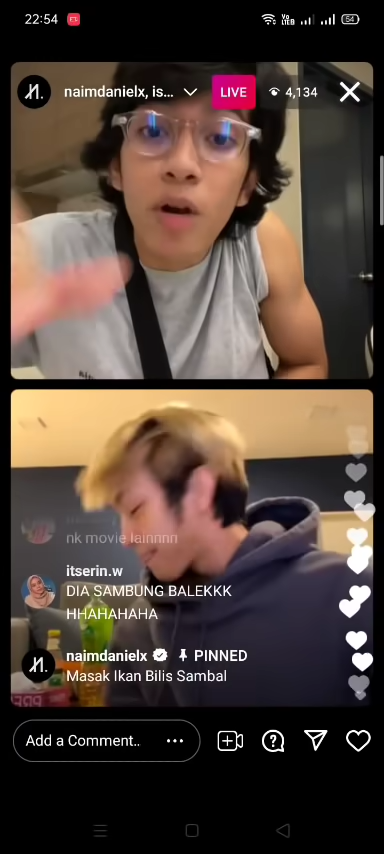 22:54
54
naimdanielx, is...
LIVE
4,134
nk movie lainnnn
itserin.w
DIA SAMBUNG BALEKKK
HHAHAHAHA
naimdanielx PINNED
Masak Ikan Bilis Sambal
Add a Comment..